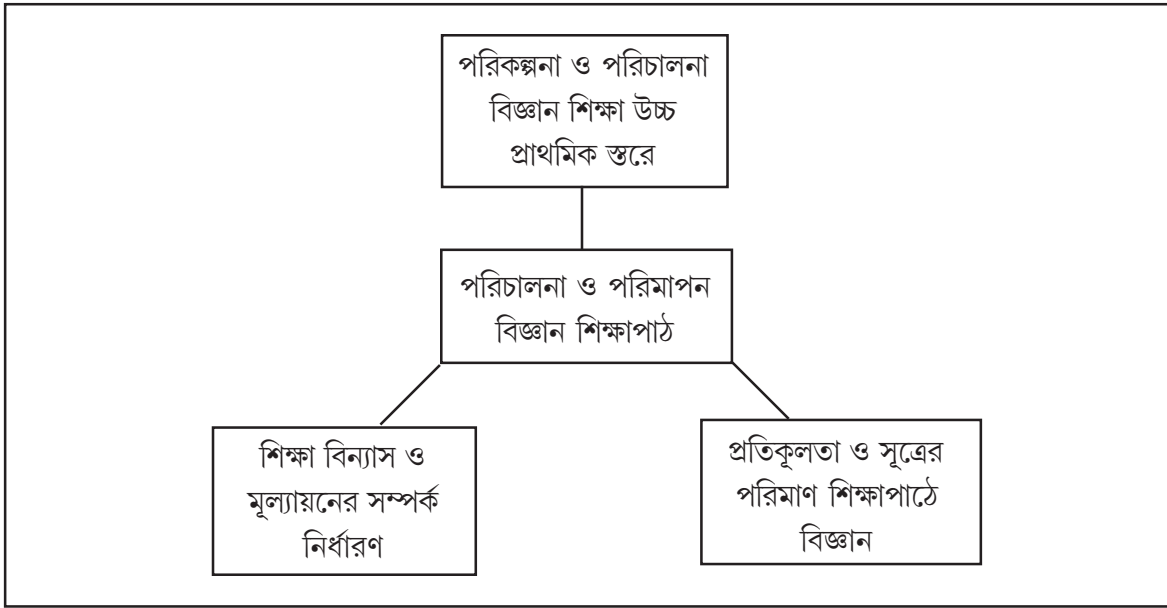 পরিকল্পনা ও পরিচালনা
বিজ্ঞান শিক্ষা উচ্চ
প্রাথমিক স্তরে
পরিচালনা ও পরিমাপন
বিজ্ঞান শিক্ষাপাঠ
শিক্ষা বিন্যাস ও
মূল্যায়নের সম্পর্ক
নির্ধারণ
প্রতিকূলতা ও সূত্রের
পরিমাণ শিক্ষাপাঠে
বিজ্ঞান